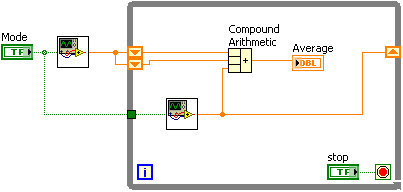 Mode
TF
Compound
Arithmetic
+
Average
DBL
i
stop
TF